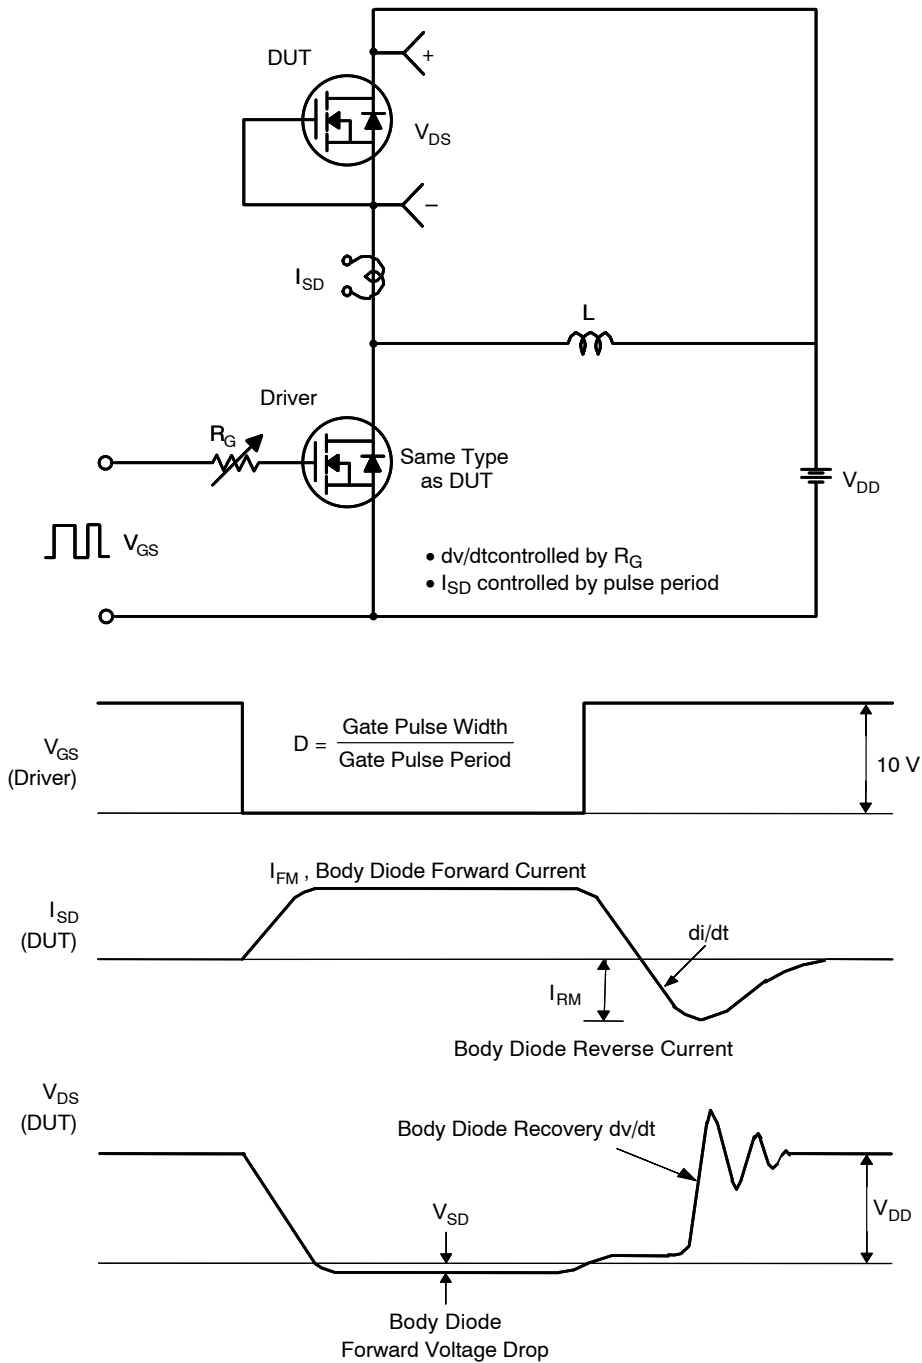 DUT
+
V_DS
−
I_SD
L
Driver
R_G
Same Type
as DUT
V_DD
V_GS
• dv/dtcontrolled by R_G
• I_SD controlled by pulse period
V_GS
(Driver)
D = Gate Pulse Width
Gate Pulse Period
10 V
I_FM , Body Diode Forward Current
I_SD
(DUT)
di/dt
I_RM
Body Diode Reverse Current
V_DS
(DUT)
Body Diode Recovery dv/dt
V_SD
V_DD
Body Diode
Forward Voltage Drop